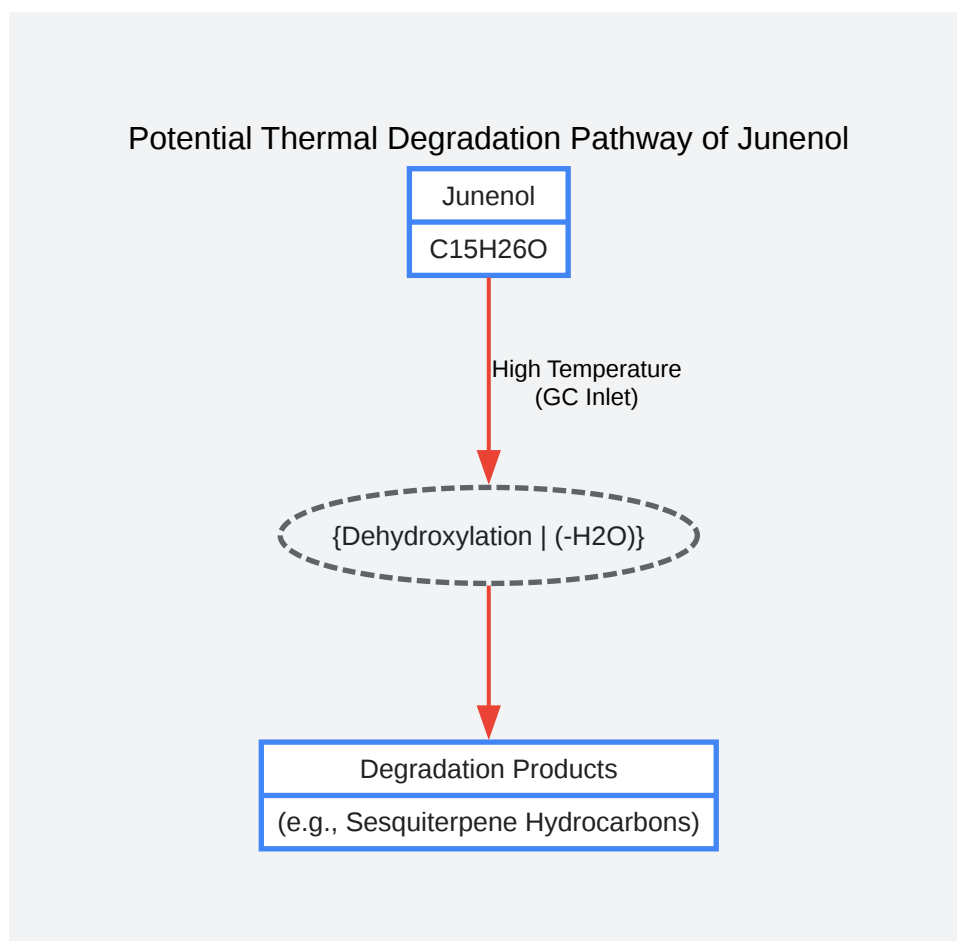 Potential Thermal Degradation Pathway of Junenol
Junenol
C15H26O
High Temperature
(GC Inlet)
{Dehydroxylation | (-H2O)}
Degradation Products
(e.g., Sesquiterpene Hydrocarbons)